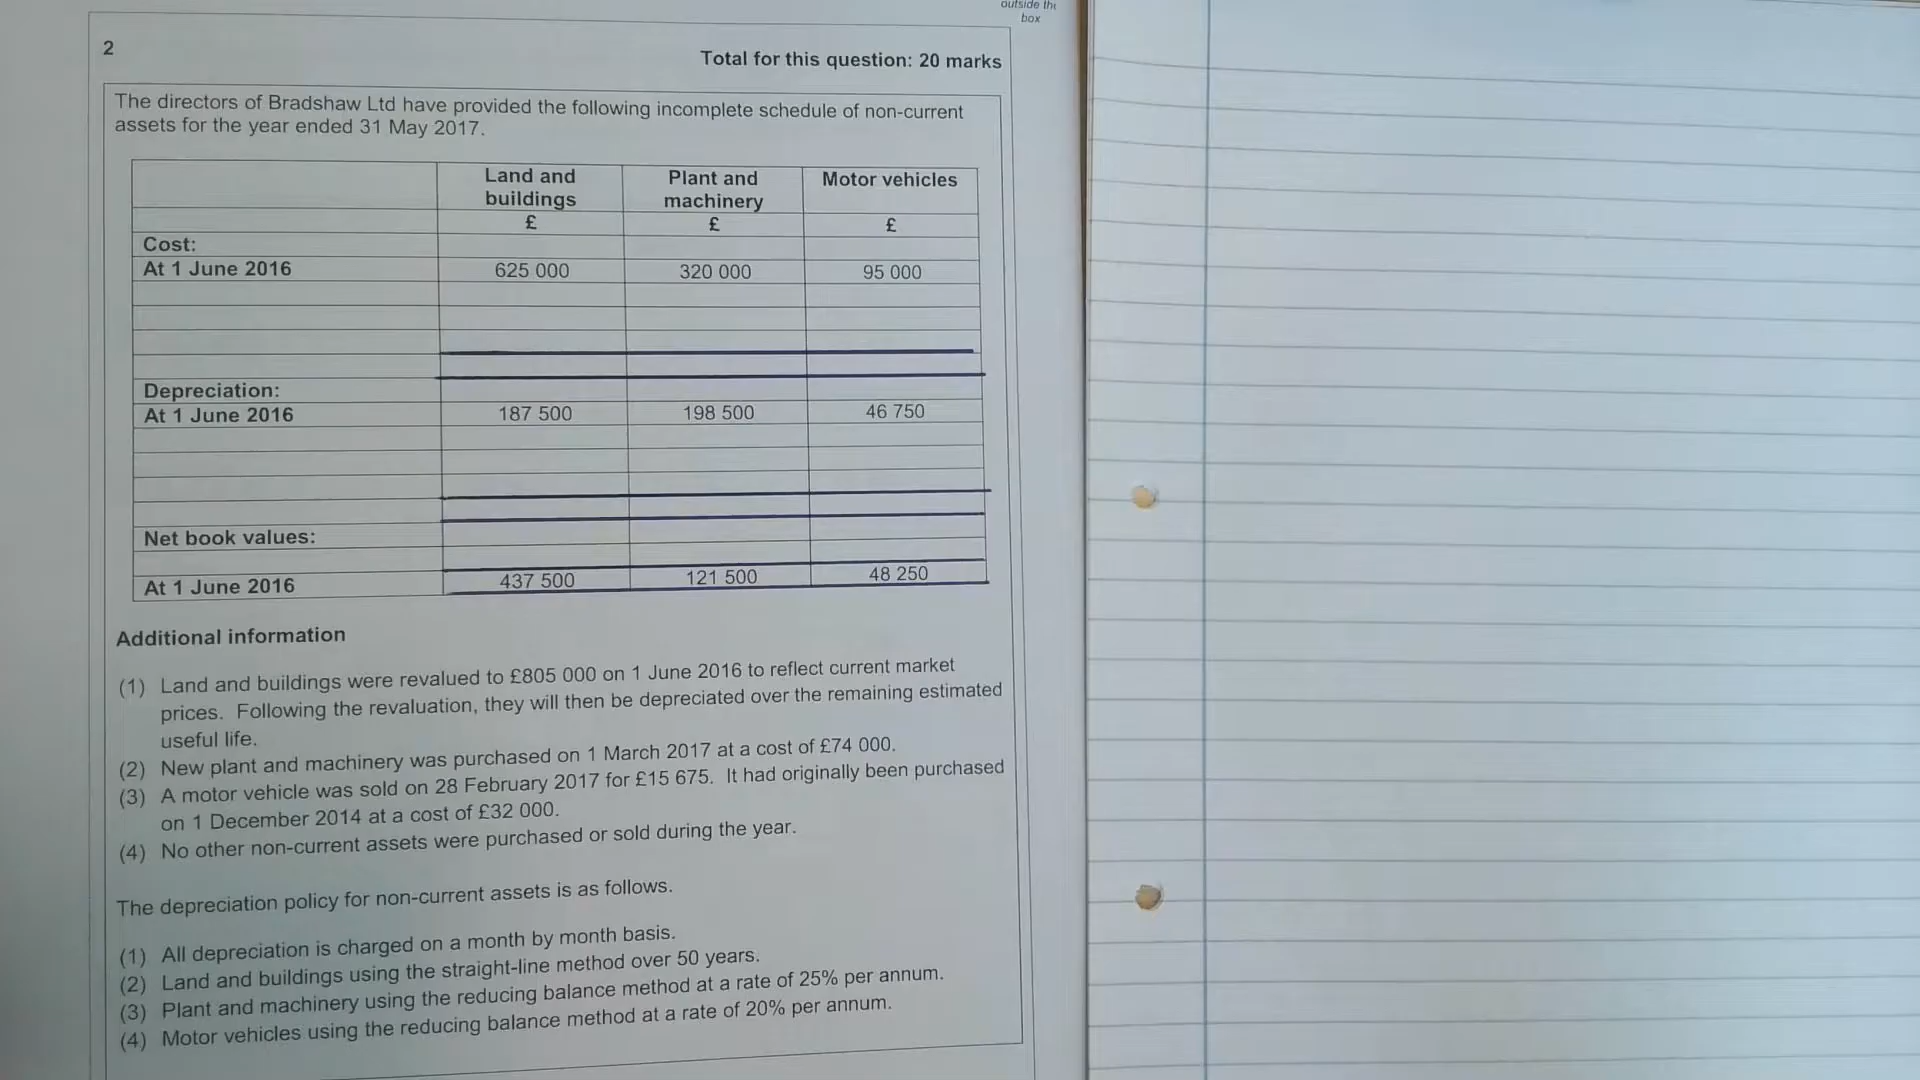 outside the
box
2
Total for this question: 20 marks
The directors of Bradshaw Ltd have provided the following incomplete schedule of non-current
assets for the year ended 31 May 2017.
Land and buildings Plant and machinery Motor vehicles
£ £ £
Cost:
At 1 June 2016 625 000 320 000 95 000
Depreciation:
At 1 June 2016 187 500 198 500 46 750
Net book values:
At 1 June 2016 437 500 121 500 48 250
Additional information
(1) Land and buildings were revalued to £805 000 on 1 June 2016 to reflect current market
prices. Following the revaluation, they will then be depreciated over the remaining estimated
useful life.
(2) New plant and machinery was purchased on 1 March 2017 at a cost of £74 000.
(3) A motor vehicle was sold on 28 February 2017 for £15 675. It had originally been purchased
on 1 December 2014 at a cost of £32 000.
(4) No other non-current assets were purchased or sold during the year.
The depreciation policy for non-current assets is as follows.
(1) All depreciation is charged on a month by month basis.
(2) Land and buildings using the straight-line method over 50 years.
(3) Plant and machinery using the reducing balance method at a rate of 25% per annum.
(4) Motor vehicles using the reducing balance method at a rate of 20% per annum.